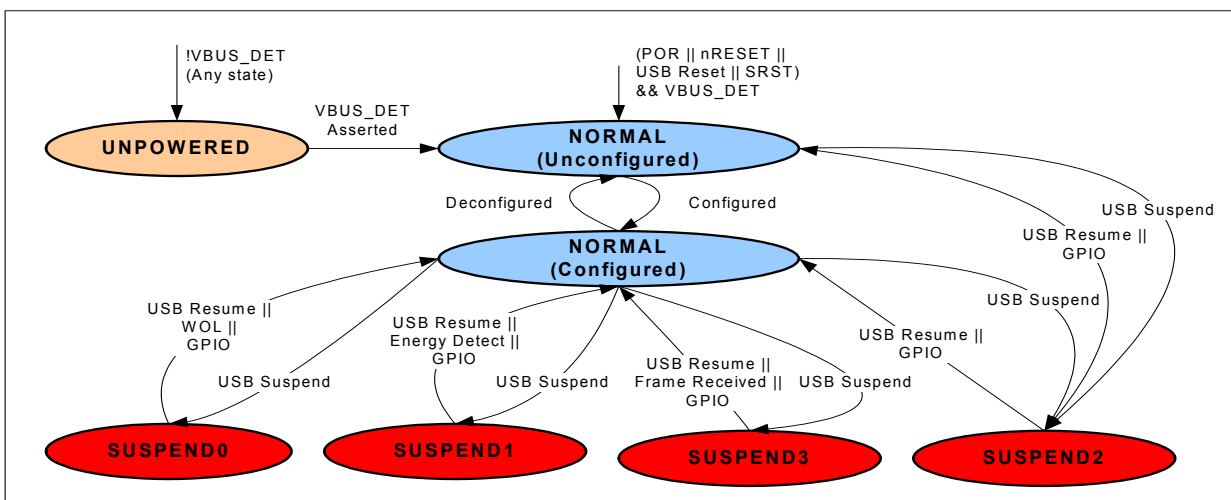 !VBUS_DET
(Any state)
(POR || nRESET ||
USB Reset || SRST)
&& VBUS_DET
VBUS_DET
Asserted
UNPOWERED
NORMAL
(Unconfigured)
Deconfigured
Configured
USB Suspend
USB Resume ||
GPIO
NORMAL
(Configured)
USB Resume ||
WOL ||
GPIO
USB Suspend
USB Resume ||
Energy Detect ||
GPIO
USB Suspend
USB Resume ||
Frame Received ||
GPIO
USB Suspend
USB Resume ||
GPIO
USB Suspend
SUSPEND0
SUSPEND1
SUSPEND3
SUSPEND2